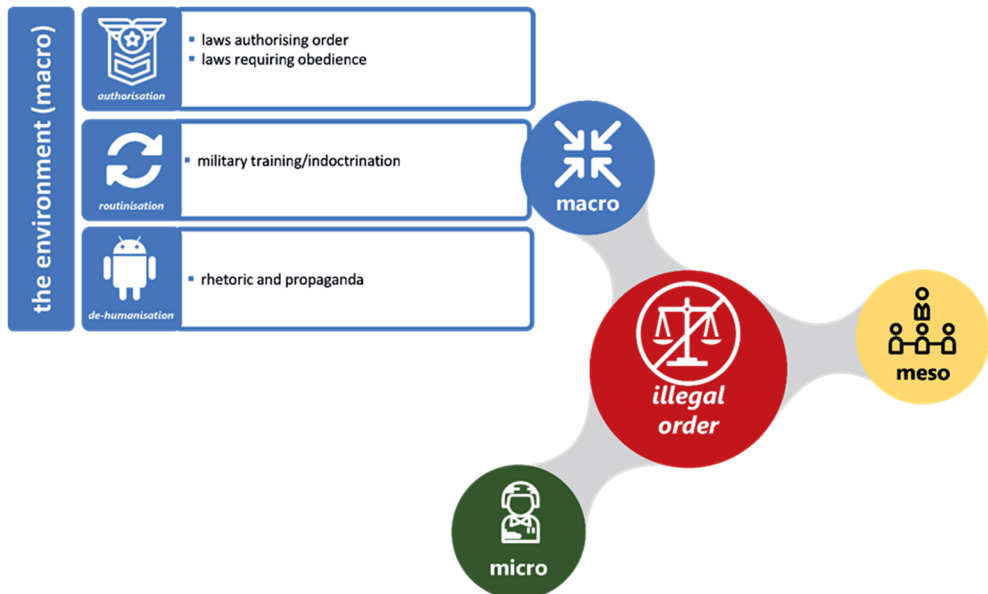 the environment (macro)
authorisation
laws authorising order
laws requiring obedience
routinisation
military training/indoctrination
de-humanisation
rhetoric and propaganda
macro
illegal
order
meso
micro